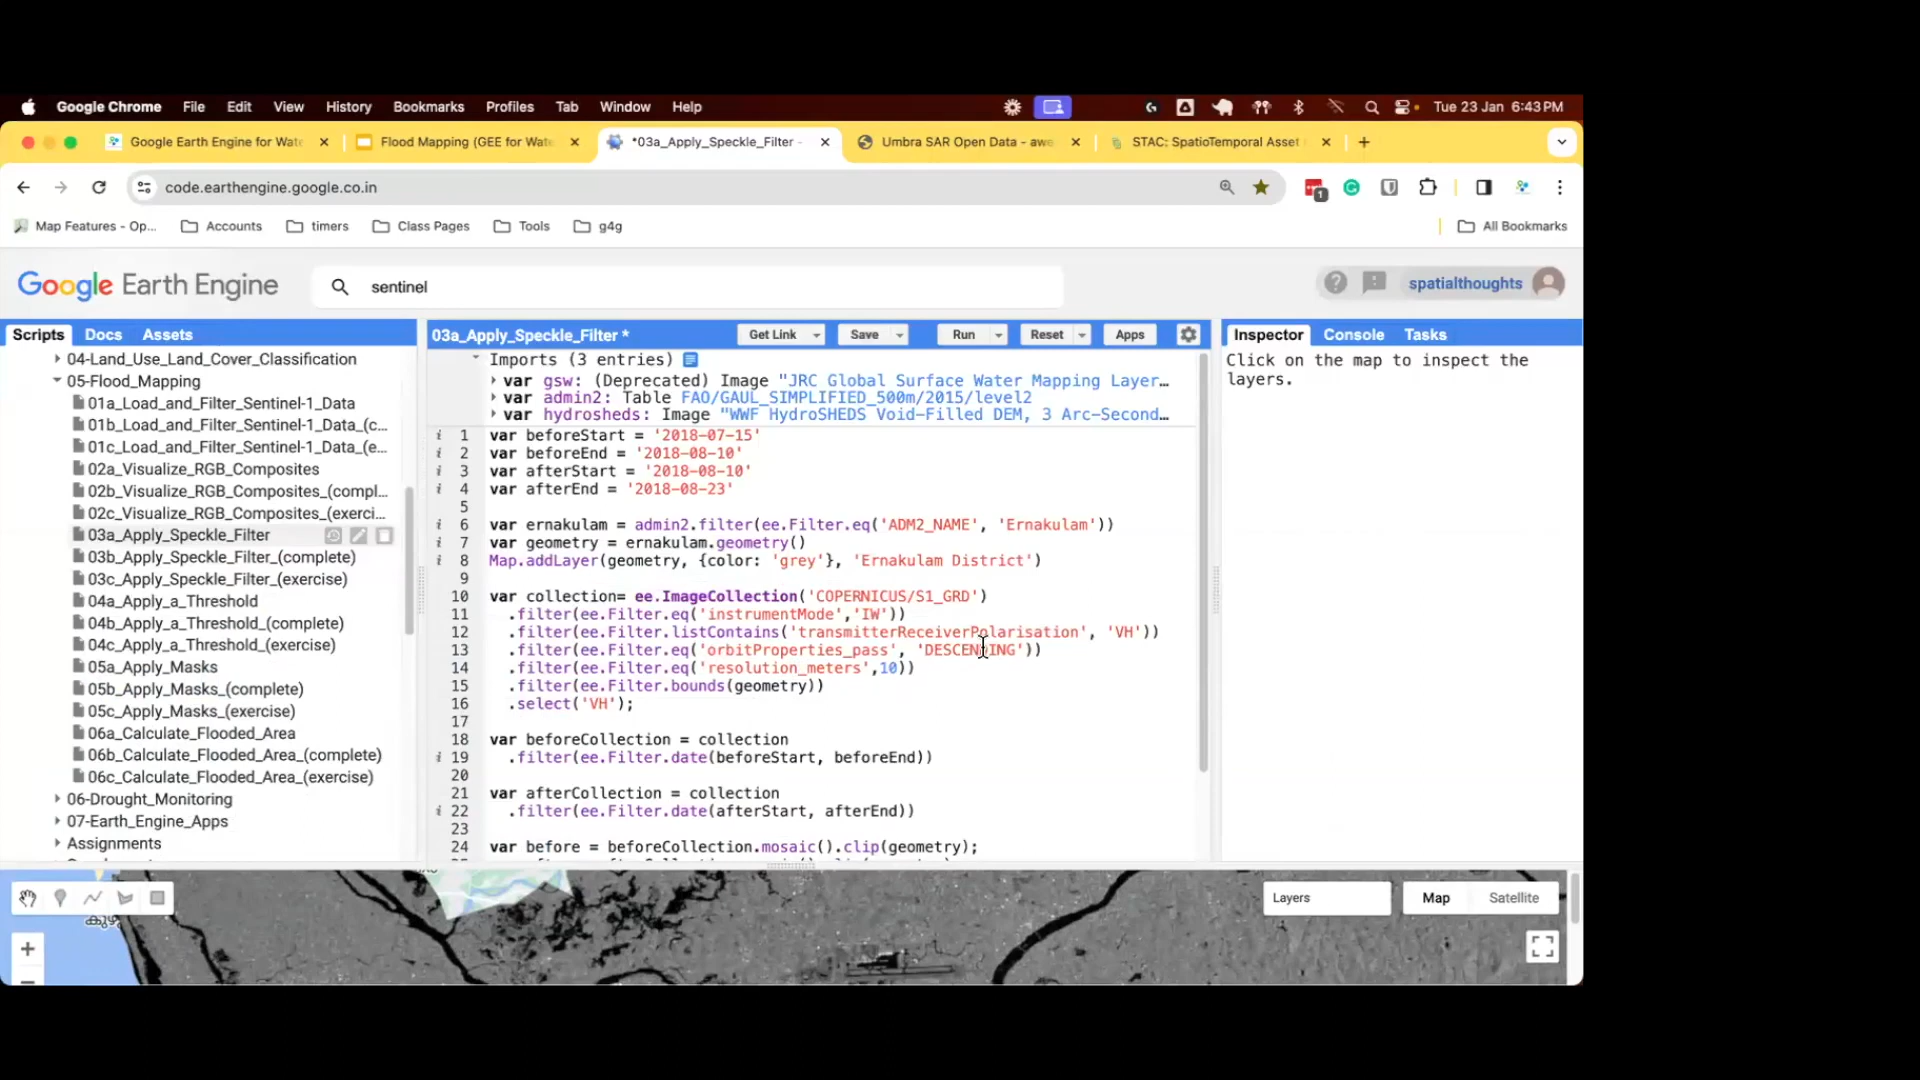 Google Chrome File Edit View History Bookmarks Profiles Tab Window Help Tue 23 Jan 6:43 PM
Google Earth Engine for Wate Flood Mapping (GEE for Wate *03a_Apply_Speckle_Filter - Umbra SAR Open Data - awe STAC: SpatioTemporal Asset
code.earthengine.google.co.in 1
Map Features - Op... Accounts timers Class Pages Tools g4g All Bookmarks
Google Earth Engine sentinel spatialthoughts
Scripts Docs Assets
04-Land_Use_Land_Cover_Classification
05-Flood_Mapping
01a_Load_and_Filter_Sentinel-1_Data
01b_Load_and_Filter_Sentinel-1_Data_(c...
01c_Load_and_Filter_Sentinel-1_Data_(e...
02a_Visualize_RGB_Composites
02b_Visualize_RGB_Composites_(compl...
02c_Visualize_RGB_Composites_(exerci...
03a_Apply_Speckle_Filter
03b_Apply_Speckle_Filter_(complete)
03c_Apply_Speckle_Filter_(exercise)
04a_Apply_a_Threshold
04b_Apply_a_Threshold_(complete)
04c_Apply_a_Threshold_(exercise)
05a_Apply_Masks
05b_Apply_Masks_(complete)
05c_Apply_Masks_(exercise)
06a_Calculate_Flooded_Area
06b_Calculate_Flooded_Area_(complete)
06c_Calculate_Flooded_Area_(exercise)
06-Drought_Monitoring
07-Earth_Engine_Apps
Assignments
03a_Apply_Speckle_Filter * Get Link Save Run Reset Apps
Imports (3 entries)
var gsw: (Deprecated) Image "JRC Global Surface Water Mapping Layer…
var admin2: Table FAO/GAUL_SIMPLIFIED_500m/2015/level2
var hydrosheds: Image "WWF HydroSHEDS Void-Filled DEM, 3 Arc-Second…
1 var beforeStart = '2018-07-15'
2 var beforeEnd = '2018-08-10'
3 var afterStart = '2018-08-10'
4 var afterEnd = '2018-08-23'
5
6 var ernakulam = admin2.filter(ee.Filter.eq('ADM2_NAME', 'Ernakulam'))
7 var geometry = ernakulam.geometry()
8 Map.addLayer(geometry, {color: 'grey'}, 'Ernakulam District')
9
10 var collection= ee.ImageCollection('COPERNICUS/S1_GRD')
11 .filter(ee.Filter.eq('instrumentMode','IW'))
12 .filter(ee.Filter.listContains('transmitterReceiverPolarisation', 'VH'))
13 .filter(ee.Filter.eq('orbitProperties_pass', 'DESCENDING'))
14 .filter(ee.Filter.eq('resolution_meters',10))
15 .filter(ee.Filter.bounds(geometry))
16 .select('VH');
17
18 var beforeCollection = collection
19 .filter(ee.Filter.date(beforeStart, beforeEnd))
20
21 var afterCollection = collection
22 .filter(ee.Filter.date(afterStart, afterEnd))
23
24 var before = beforeCollection.mosaic().clip(geometry);
Inspector Console Tasks
Click on the map to inspect the
layers.
Layers Map Satellite